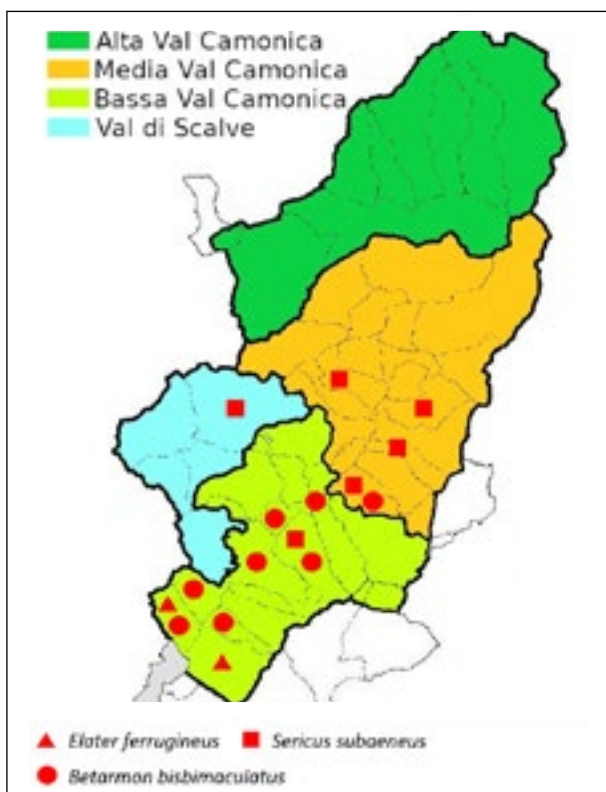 Alta Val Camonica
Media Val Camonica
Bassa Val Camonica
Val di Scalve
Elater ferrugineus Sericus subaeneus
Betarmon bisbimaculatus